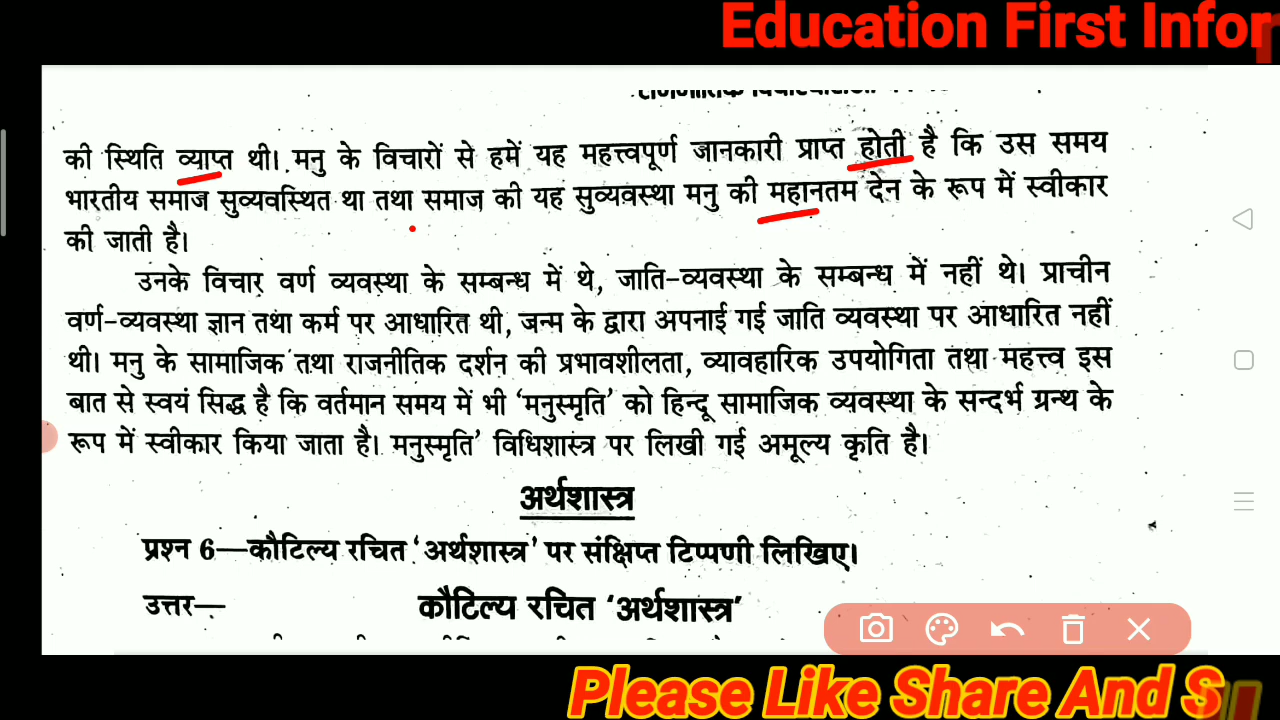 Education First Infor
की स्थिति व्याप्त थी। मनु के विचारों से हमें यह महत्त्वपूर्ण जानकारी प्राप्त होती है कि उस समय
भारतीय समाज सुव्यवस्थित था तथा समाज की यह सुव्यवस्था मनु की महानतम देन के रूप में स्वीकार
की जाती है।
उनके विचार वर्ण व्यवस्था के सम्बन्ध में थे, जाति-व्यवस्था के सम्बन्ध में नहीं थे। प्राचीन
वर्ण-व्यवस्था ज्ञान तथा कर्म पर आधारित थी, जन्म के द्वारा अपनाई गई जाति व्यवस्था पर आधारित नहीं
थी। मनु के सामाजिक तथा राजनीतिक दर्शन की प्रभावशीलता, व्यावहारिक उपयोगिता तथा महत्त्व इस
बात से स्वयं सिद्ध है कि वर्तमान समय में भी ‘मनुस्मृति’ को हिन्दू सामाजिक व्यवस्था के सन्दर्भ ग्रन्थ के
रूप में स्वीकार किया जाता है। मनुस्मृति’ विधिशास्त्र पर लिखी गई अमूल्य कृति है।
अर्थशास्त्र
प्रश्न 6—कौटिल्य रचित ‘अर्थशास्त्र’ पर संक्षिप्त टिप्पणी लिखिए।
उत्तर—
कौटिल्य रचित ‘अर्थशास्त्र’
Please Like Share And S